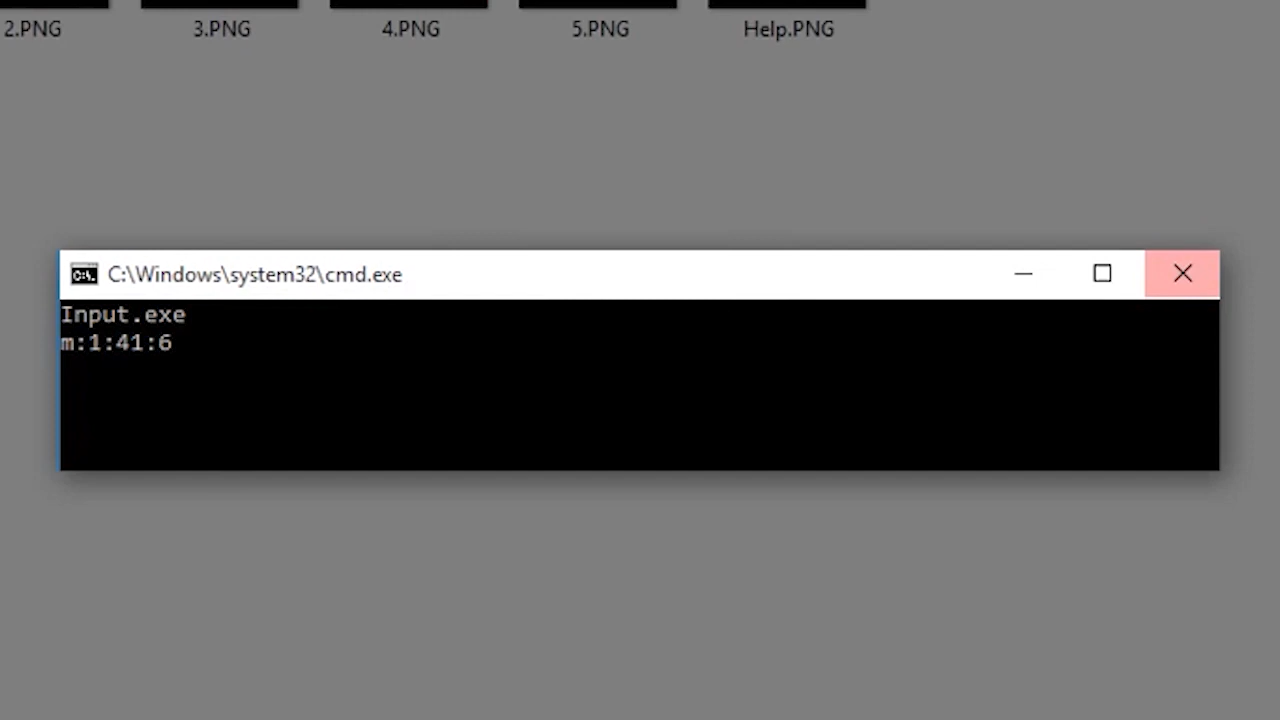 2.PNG
3.PNG
4.PNG
5.PNG
Help.PNG
C:\Windows\system32\cmd.exe
Input.exe
m:1:41:6